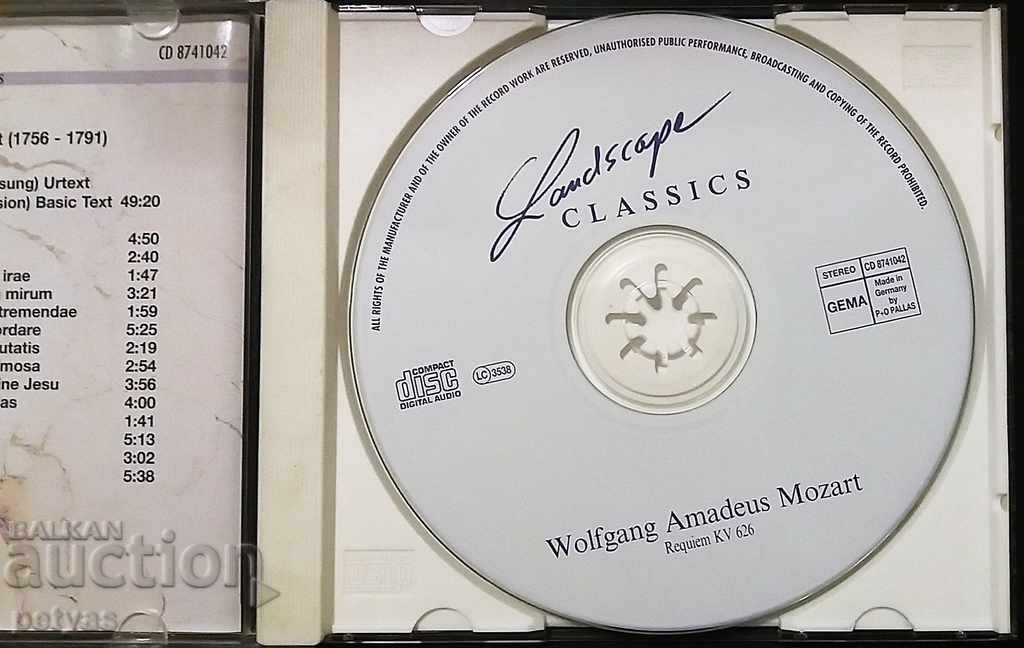 CD 8741042
s
t (1756 - 1791)
sung) Urtext
sion) Basic Text 49:20
4:50
2:40
irae 1:47
mirum 3:21
tremendae 1:59
ordare 5:25
utatis 2:19
mosa 2:54
ine Jesu 3:56
as 4:00
1:41
5:13
3:02
5:38
ALL RIGHTS OF THE MANUFACTURER AND OF THE OWNER OF THE RECORD WORK ARE RESERVED, UNAUTHORISED PUBLIC PERFORMANCE, BROADCASTING AND COPYING OF THE RECORD PROHIBITED.
Landscape
CLASSICS
STEREO CD 8741042
GEMA
Made in
Germany
by
P+O PALLAS
COMPACT
disc
DIGITAL AUDIO
LC 3538
Wolfgang Amadeus Mozart
Requiem KV 626
BALKAN
auction
petyas